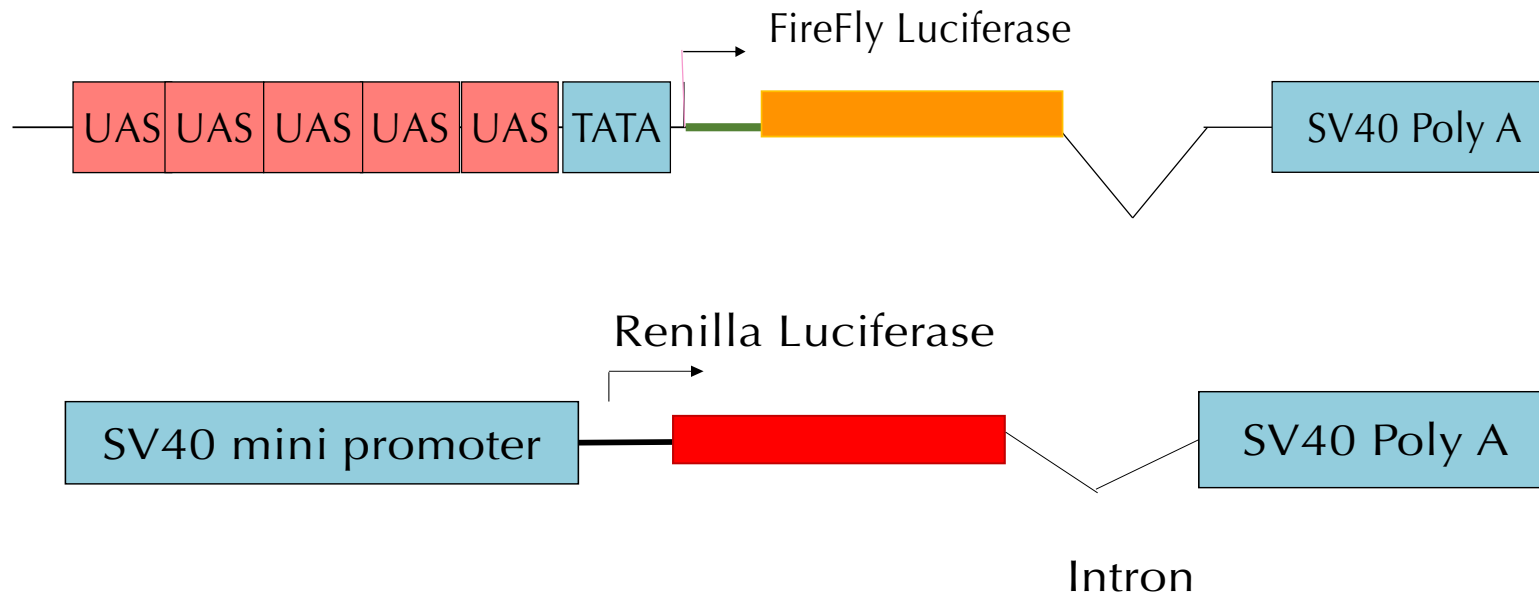 FireFly Luciferase
UAS UAS UAS UAS UAS TATA SV40 Poly A
Renilla Luciferase
SV40 mini promoter SV40 Poly A
Intron